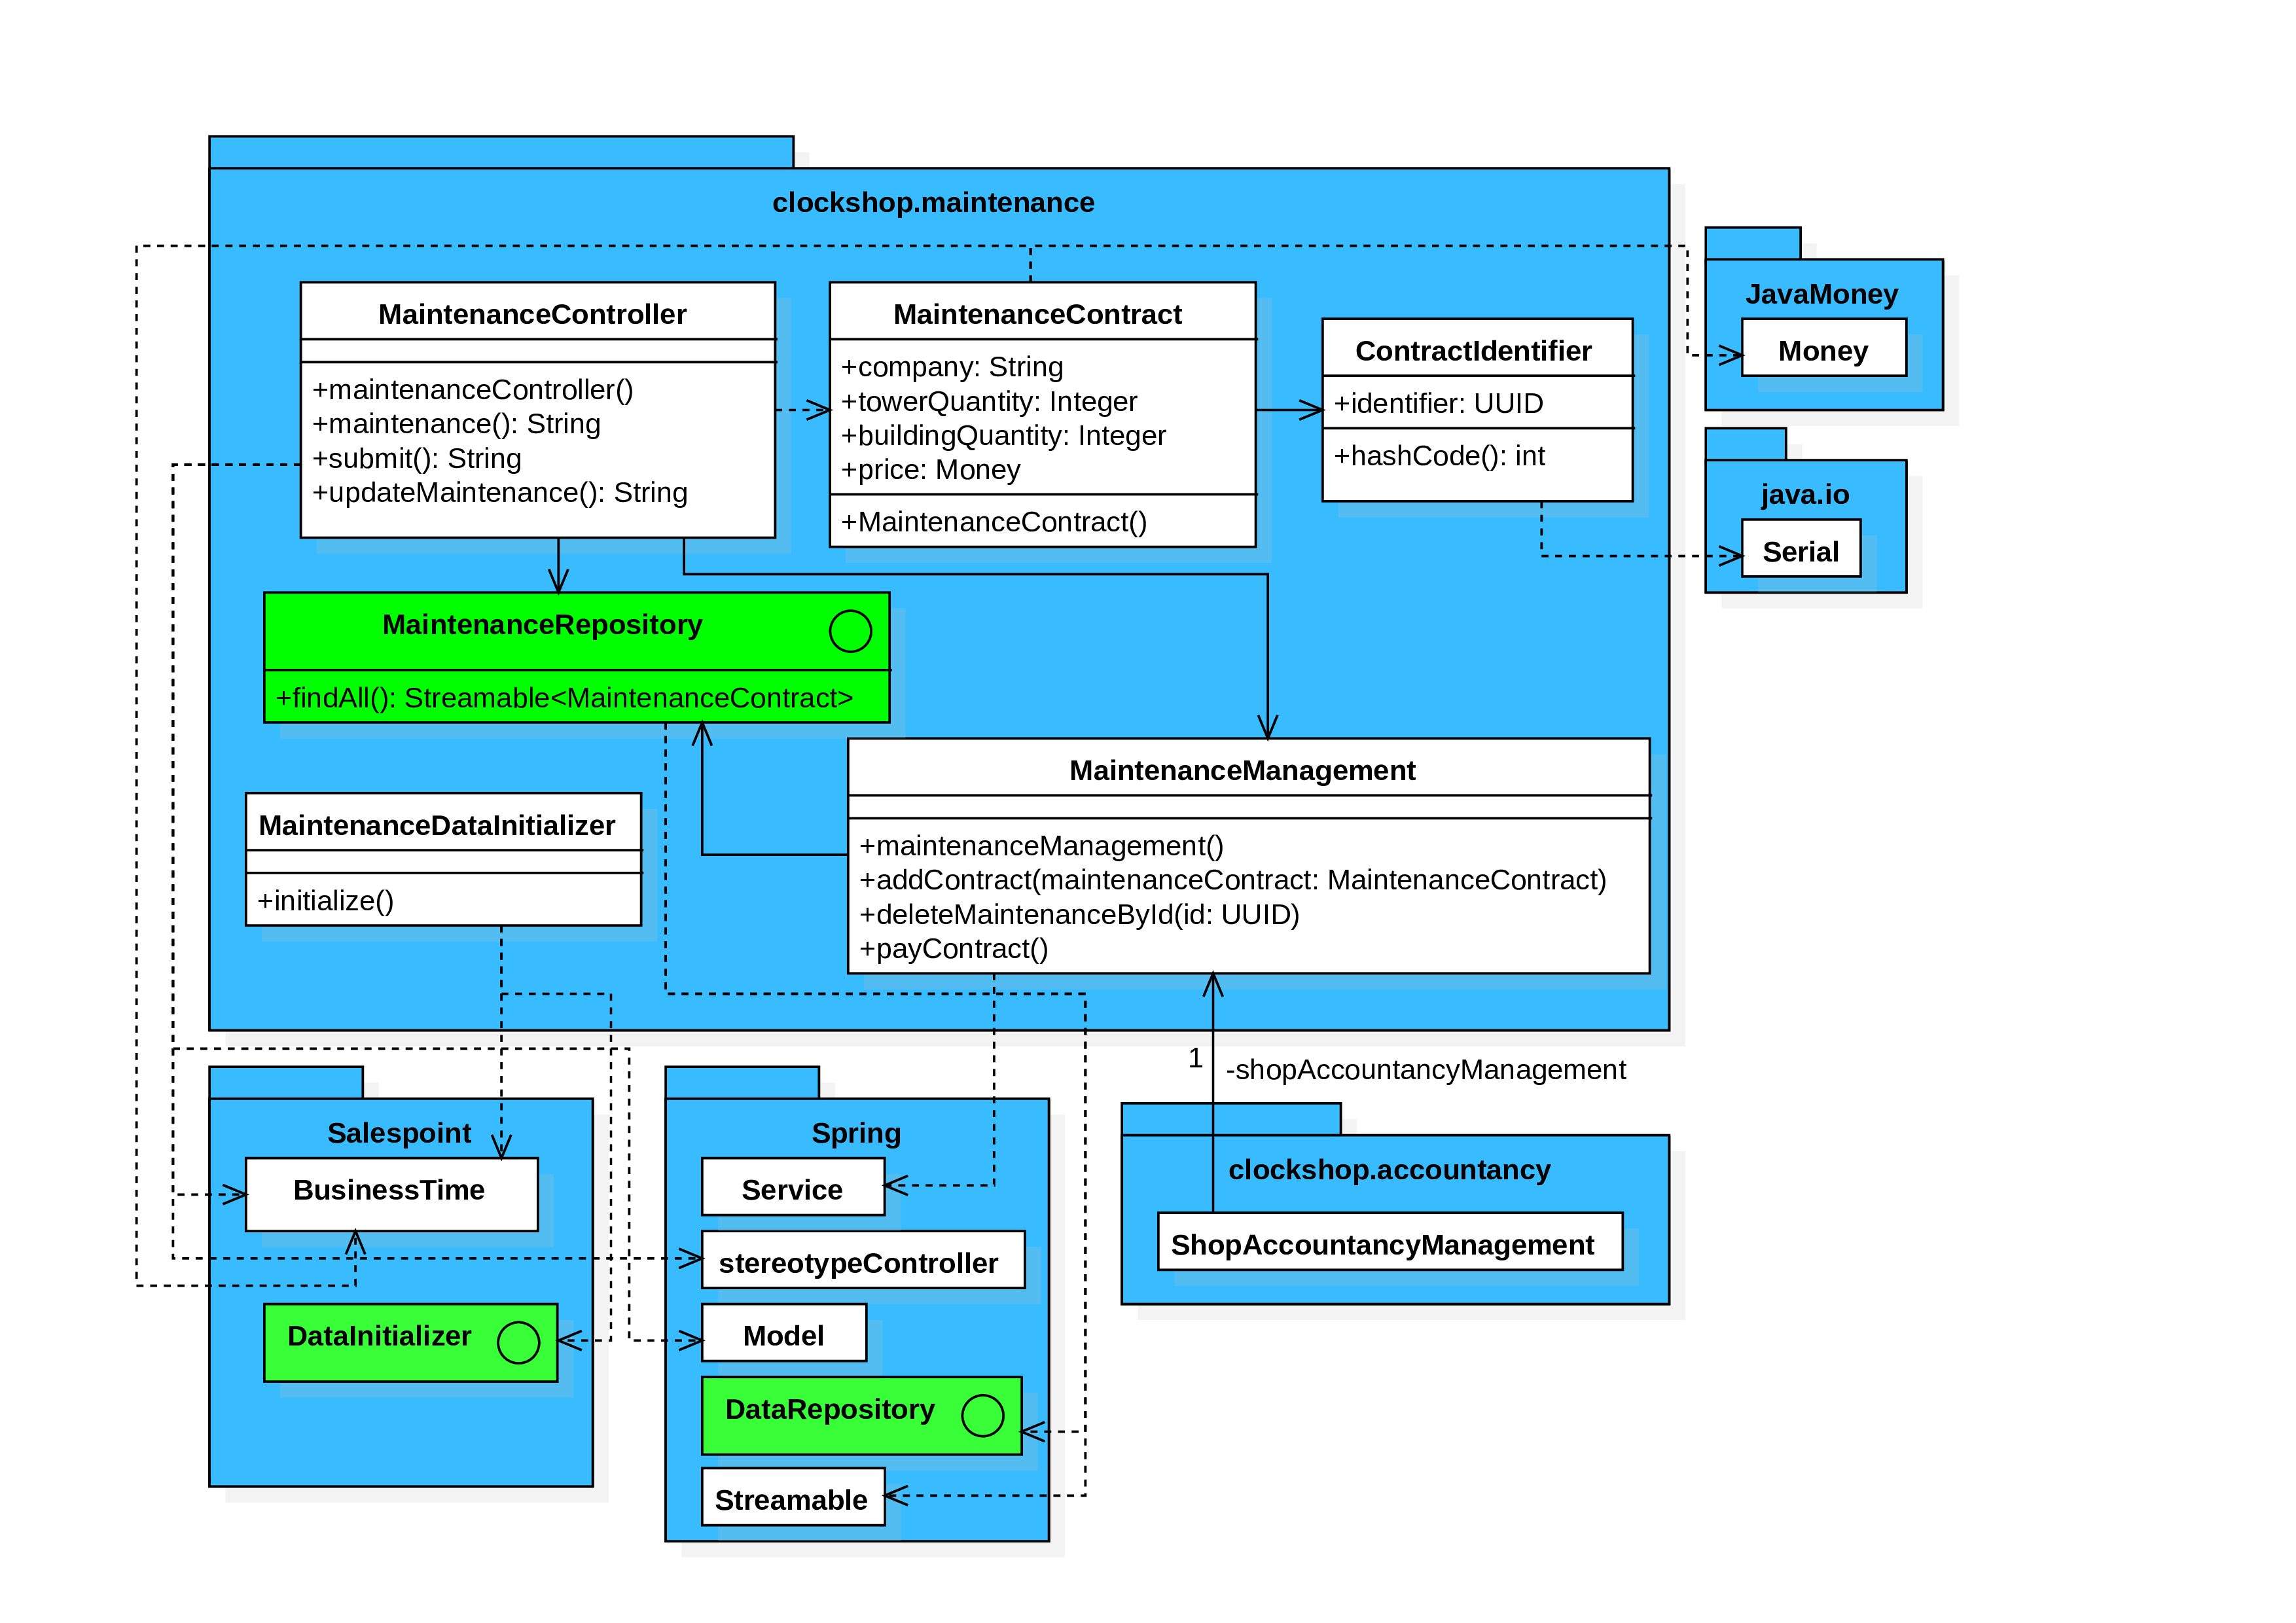 clockshop.maintenance
MaintenanceController
+maintenanceController()
+maintenance(): String
+submit(): String
+updateMaintenance(): String
MaintenanceContract
+company: String
+towerQuantity: Integer
+buildingQuantity: Integer
+price: Money
+MaintenanceContract()
ContractIdentifier
+identifier: UUID
+hashCode(): int
JavaMoney
Money
java.io
Serial
MaintenanceRepository
+findAll(): Streamable<MaintenanceContract>
MaintenanceManagement
+maintenanceManagement()
+addContract(maintenanceContract: MaintenanceContract)
+deleteMaintenanceById(id: UUID)
+payContract()
MaintenanceDataInitializer
+initialize()
1
-shopAccountancyManagement
Salespoint
BusinessTime
DataInitializer
Spring
Service
stereotypeController
Model
DataRepository
Streamable
clockshop.accountancy
ShopAccountancyManagement